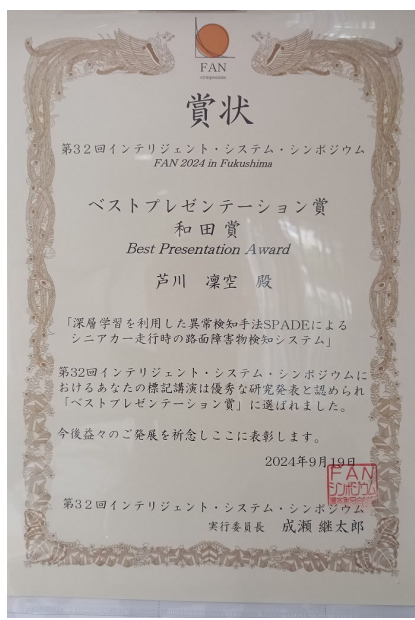 FAN
賞状
第32回インテリジェント・システム・シンポジウム
FAN 2024 in Fukushima
ベストプレゼンテーション賞
和田賞
Best Presentation Award
芦川　凜空　殿
「深層学習を利用した異常検知手法SPADEによる
シニアカー走行時の路面障害物検知システム」
第32回インテリジェント・システム・シンポジウムに
おけるあなたの標記講演は優秀な研究発表と認められ
「ベストプレゼンテーション賞」に選ばれました。
今後益々のご発展を祈念しここに表彰します。
2024年9月19日
FAN
シンポジウム
第32回インテリジェント・システム・シンポジウム
実行委員長　成瀬 継太郎